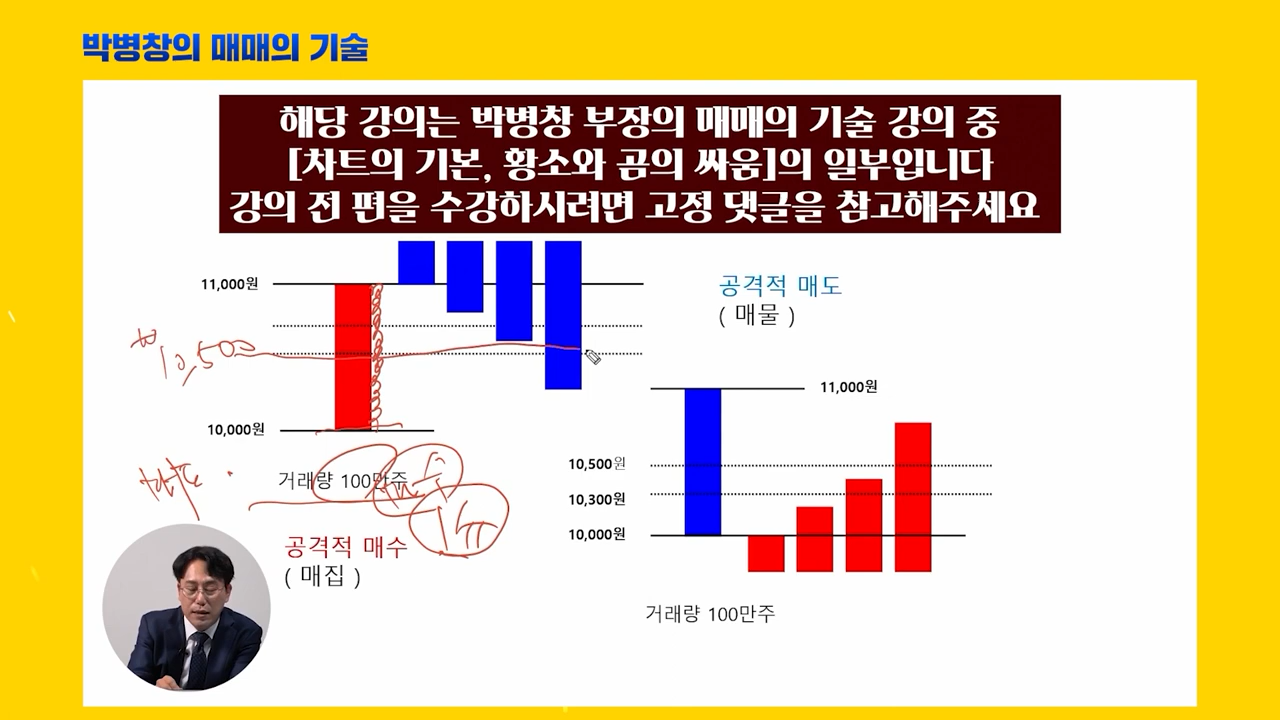 박병창의 매매의 기술
해당 강의는 박병창 부장의 매매의 기술 강의 중
[차트의 기본, 황소와 곰의 싸움]의 일부입니다
강의 전 편을 수강하시려면 고정 댓글을 참고해주세요
11,000원
₩10,500
10,000원
거래량 100만주
공격적 매수
( 매집 )
공격적 매도
( 매물 )
11,000원
10,500원
10,300원
10,000원
거래량 100만주